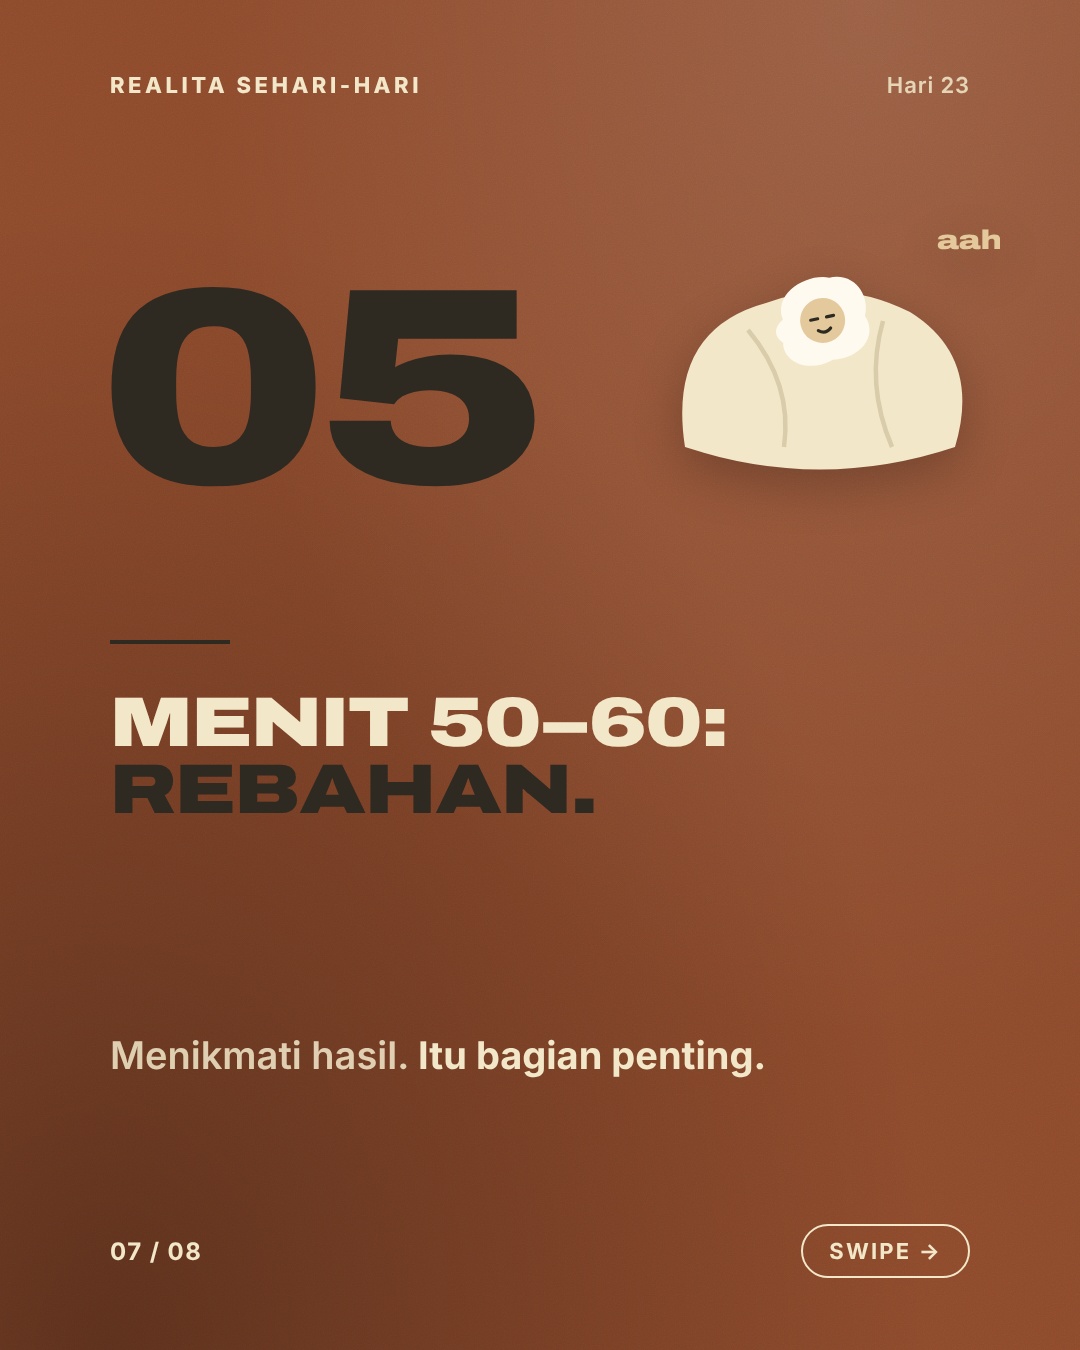 REALITA SEHARI-HARI
Hari 23
aah
05
MENIT 50–60:
REBAHAN.
Menikmati hasil. Itu bagian penting.
07 / 08
SWIPE →